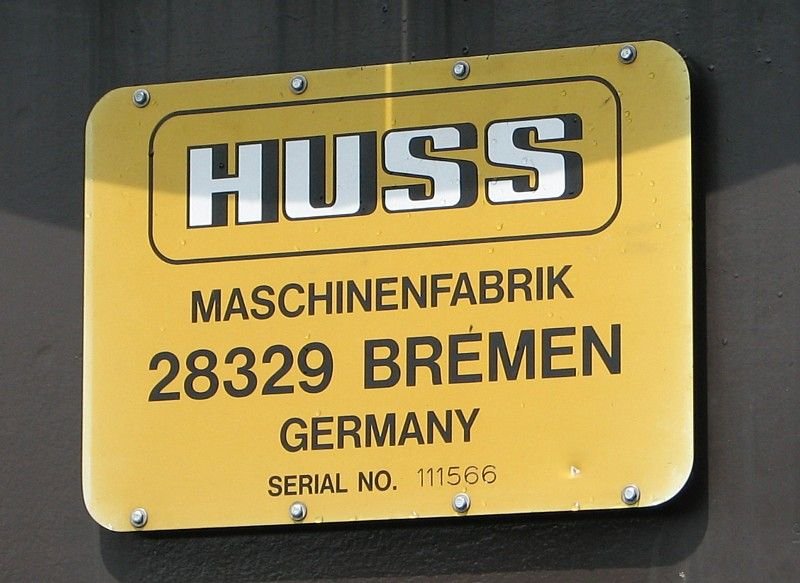 HUSS
MASCHINENFABRIK
28329 BREMEN
GERMANY
SERIAL NO. 111566